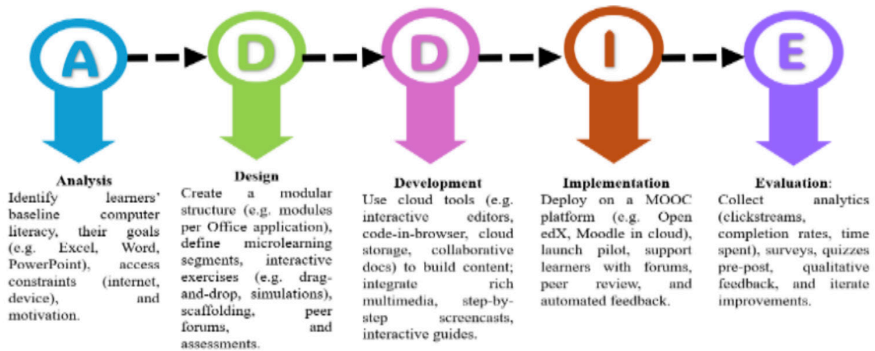 A
D
D
I
E
Analysis
Identify learners’
baseline computer
literacy, their goals
(e.g. Excel, Word,
PowerPoint), access
constraints (internet,
device), and
motivation.
Design
Create a modular
structure (e.g. modules
per Office application),
define microlearning
segments, interactive
exercises (e.g. drag-
and-drop, simulations),
scaffolding, peer
forums, and
assessments.
Development
Use cloud tools (e.g.
interactive editors,
code-in-browser, cloud
storage, collaborative
docs) to build content;
integrate rich
multimedia, step-by-
step screencasts,
interactive guides.
Implementation
Deploy on a MOOC
platform (e.g. Open
edX, Moodle in cloud),
launch pilot, support
learners with forums,
peer review, and
automated feedback.
Evaluation:
Collect analytics
(clickstreams,
completion rates, time
spent), surveys, quizzes
pre-post, qualitative
feedback, and iterate
improvements.